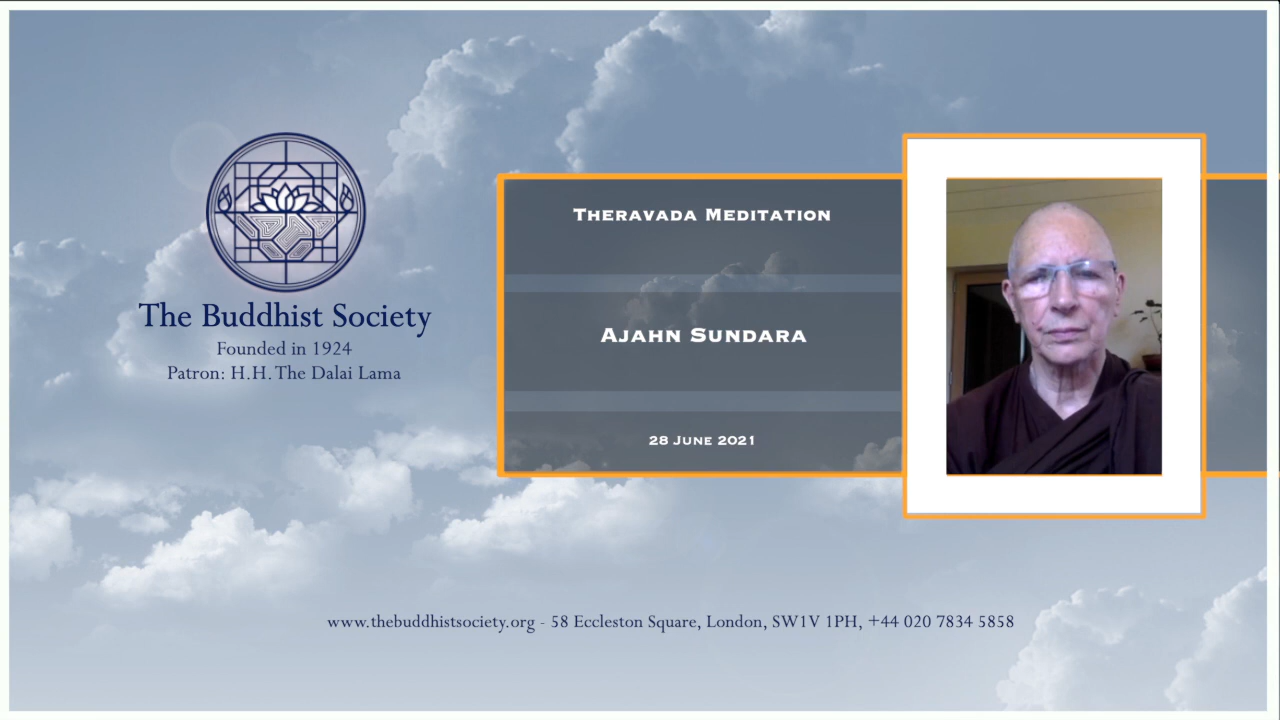 The Buddhist Society
Founded in 1924
Patron: H.H. The Dalai Lama
Theravada Meditation
Ajahn Sundara
28 June 2021
www.thebuddhistsociety.org - 58 Eccleston Square, London, SW1V 1PH, +44 020 7834 5858